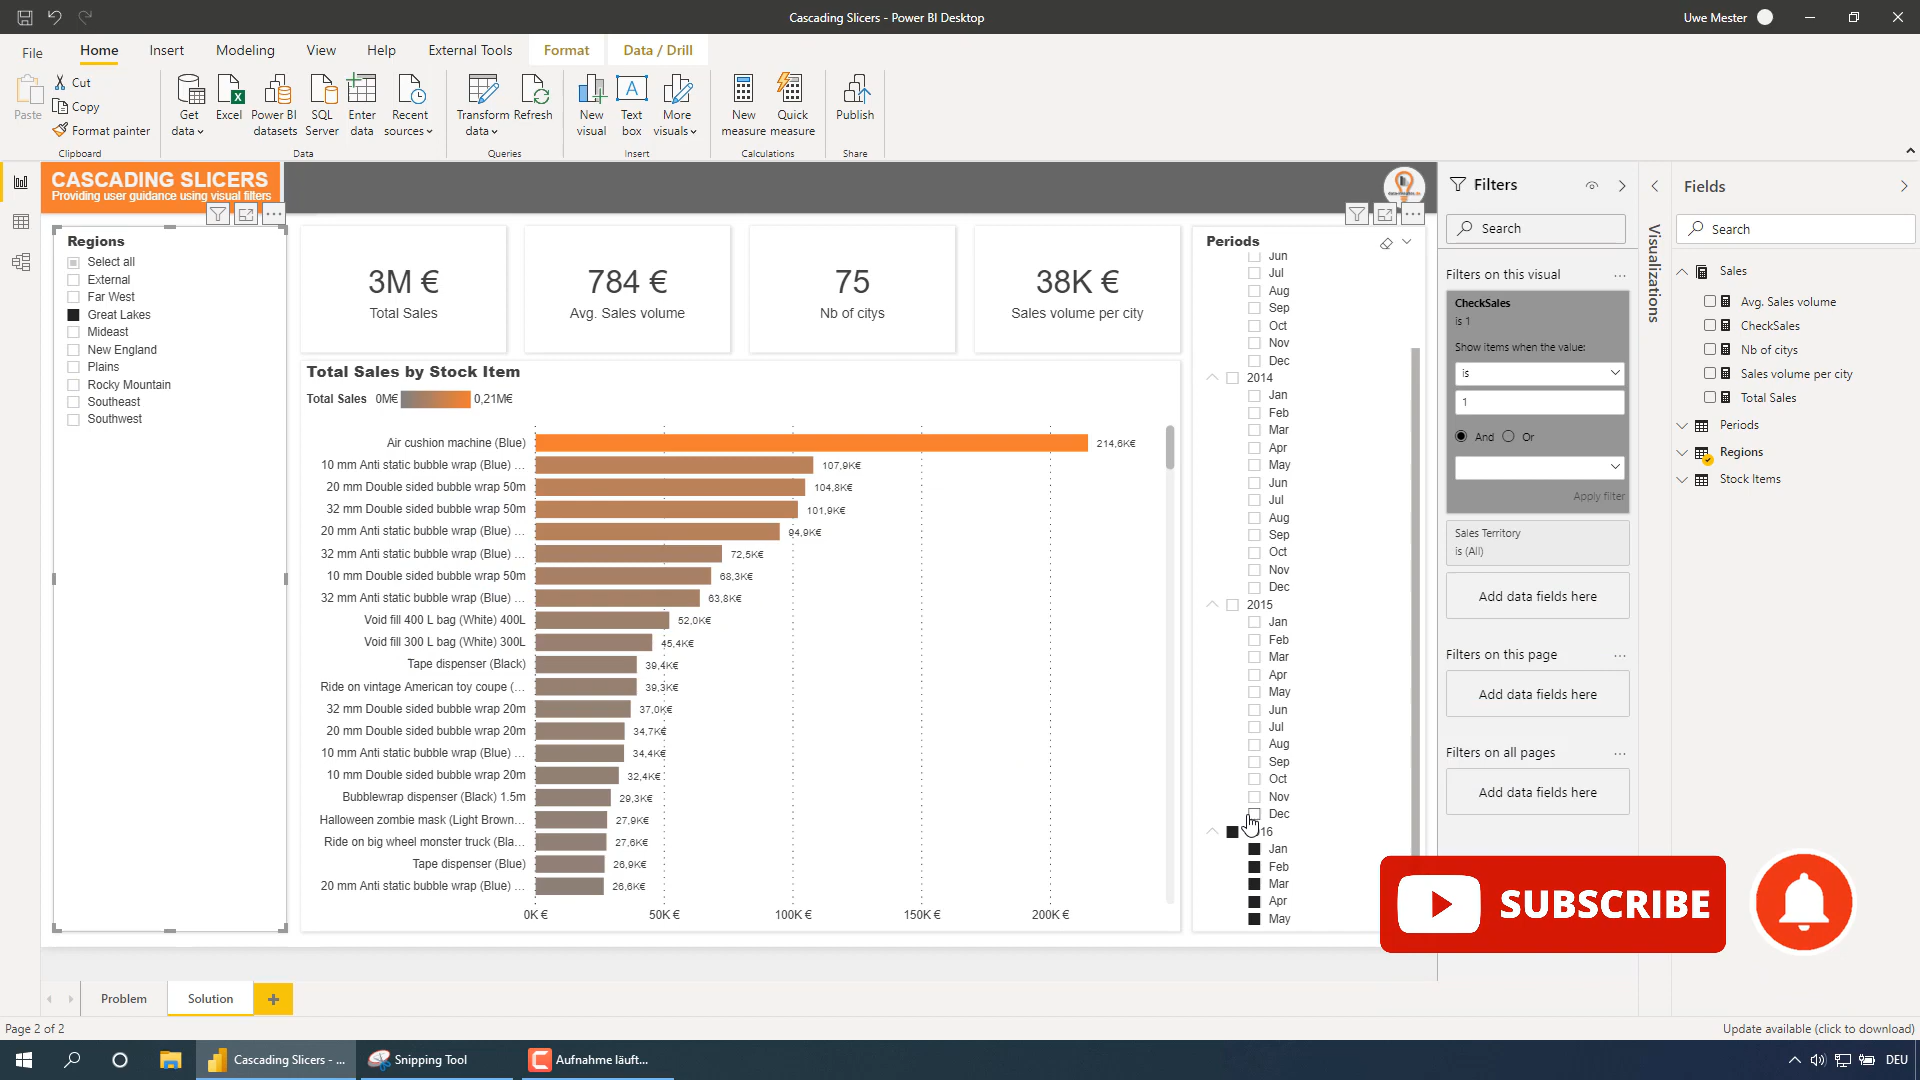 Cascading Slicers - Power BI Desktop
Uwe Mester
File
Home
Insert
Modeling
View
Help
External Tools
Format
Data / Drill
Paste
Cut
Copy
Format painter
Clipboard
Get data
Excel
Power BI datasets
SQL Server
Enter data
Recent sources
Data
Transform data
Refresh
Queries
New visual
Text box
More visuals
Insert
New measure
Quick measure
Calculations
Publish
Share
CASCADING SLICERS
Providing user guidance using visual filters
Regions
Select all
External
Far West
Great Lakes
Mideast
New England
Plains
Rocky Mountain
Southeast
Southwest
3M €
Total Sales
784 €
Avg. Sales volume
75
Nb of citys
38K €
Sales volume per city
Total Sales by Stock Item
Total Sales 0M€ 0,21M€
Air cushion machine (Blue) 214,6K€
10 mm Anti static bubble wrap (Blue) ... 107,9K€
20 mm Double sided bubble wrap 50m 104,8K€
32 mm Double sided bubble wrap 50m 101,9K€
20 mm Anti static bubble wrap (Blue) ... 94,9K€
32 mm Anti static bubble wrap (Blue) ... 72,5K€
10 mm Double sided bubble wrap 50m 68,3K€
32 mm Anti static bubble wrap (Blue) ... 63,8K€
Void fill 400 L bag (White) 400L 52,0K€
Void fill 300 L bag (White) 300L 45,4K€
Tape dispenser (Black) 39,4K€
Ride on vintage American toy coupe (... 39,3K€
32 mm Double sided bubble wrap 20m 37,0K€
20 mm Double sided bubble wrap 20m 34,7K€
10 mm Anti static bubble wrap (Blue) ... 34,4K€
10 mm Double sided bubble wrap 20m 32,4K€
Bubblewrap dispenser (Black) 1.5m 29,3K€
Halloween zombie mask (Light Brown... 27,9K€
Ride on big wheel monster truck (Bla... 27,6K€
Tape dispenser (Blue) 26,9K€
20 mm Anti static bubble wrap (Blue) ... 26,6K€
0K € 50K € 100K € 150K € 200K €
Periods
Jun
Jul
Aug
Sep
Oct
Nov
Dec
2014
Jan
Feb
Mar
Apr
May
Jun
Jul
Aug
Sep
Oct
Nov
Dec
2015
Jan
Feb
Mar
Apr
May
Jun
Jul
Aug
Sep
Oct
Nov
Dec
16
Jan
Feb
Mar
Apr
May
Filters
Search
Filters on this visual ...
CheckSales
is 1
Show items when the value:
is
1
And Or
Apply filter
Sales Territory
is (All)
Add data fields here
Filters on this page ...
Add data fields here
Filters on all pages ...
Add data fields here
Visualizations
Fields
Search
Sales
Avg. Sales volume
CheckSales
Nb of citys
Sales volume per city
Total Sales
Periods
Regions
Stock Items
SUBSCRIBE
Problem
Solution
Page 2 of 2
Update available (click to download)
Cascading Slicers - ...
Snipping Tool
Aufnahme läuft...
DEU